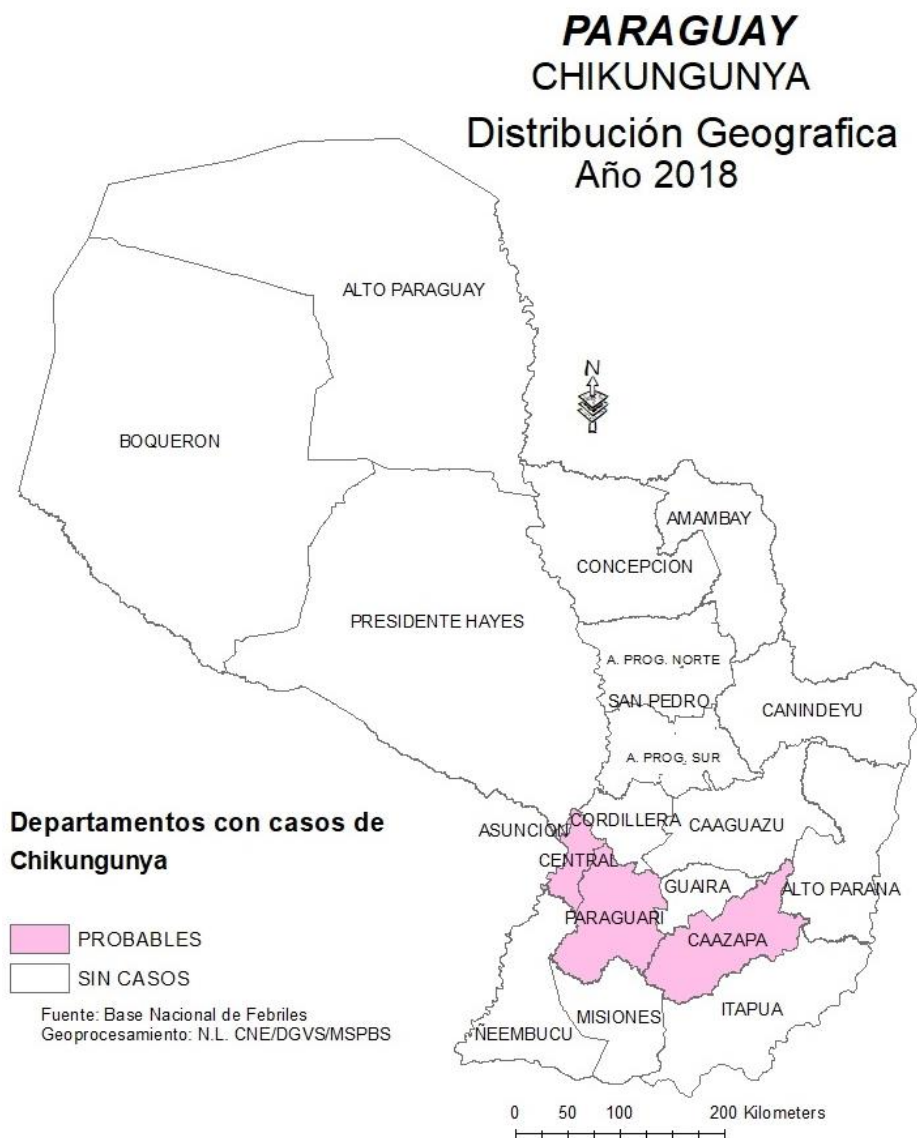 PARAGUAY
CHIKUNGUNYA
Distribución Geografica
Año 2018
ALTO PARAGUAY
N
BOQUERON
AMAMBAY
CONCEPCION
PRESIDENTE HAYES
A. PROG. NORTE
SAN PEDRO
CANINDEYU
A. PROG. SUR
CORDILLERA
ASUNCION
CAAGUAZU
CENTRAL
GUAIRA
ALTO PARANA
PARAGUARI
CAAZAPA
ITAPUA
MISIONES
ÑEEMBUCU
Departamentos con casos de
Chikungunya
PROBABLES
SIN CASOS
Fuente: Base Nacional de Febriles
Geoprocesamiento: N.L. CNE/DGVS/MSPBS
0 50 100 200 Kilometers